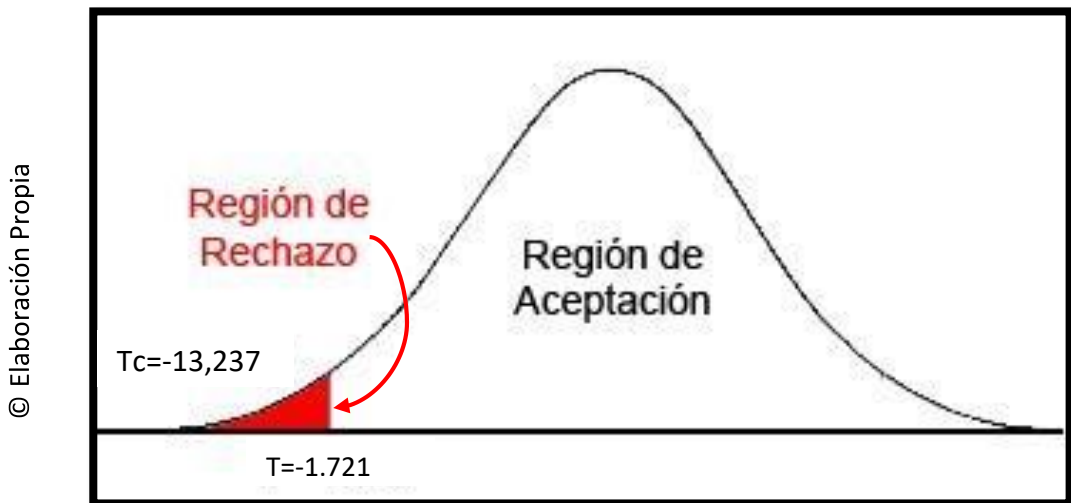 © Elaboración Propia
Región de
Rechazo
Región de
Aceptación
Tc=-13,237
T=-1.721